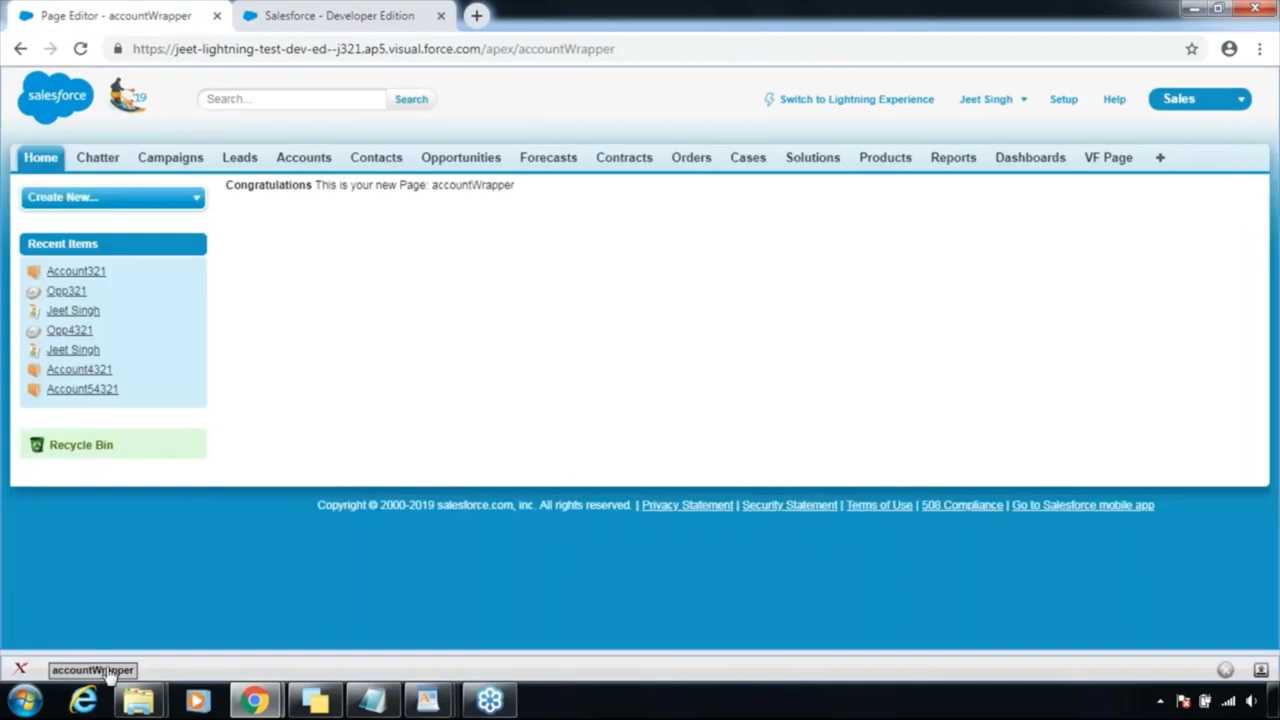 Page Editor - accountWrapper
Salesforce - Developer Edition
https://jeet-lightning-test-dev-ed--j321.ap5.visual.force.com/apex/accountWrapper
salesforce
19
Search...
Search
Switch to Lightning Experience
Jeet Singh
Setup
Help
Sales
Home
Chatter
Campaigns
Leads
Accounts
Contacts
Opportunities
Forecasts
Contracts
Orders
Cases
Solutions
Products
Reports
Dashboards
VF Page
Create New...
Congratulations This is your new Page: accountWrapper
Recent Items
Account321
Opp321
Jeet Singh
Opp4321
Jeet Singh
Account4321
Account54321
Recycle Bin
Copyright © 2000-2019 salesforce.com, inc. All rights reserved. | Privacy Statement | Security Statement | Terms of Use | 508 Compliance | Go to Salesforce mobile app
accountWrapper